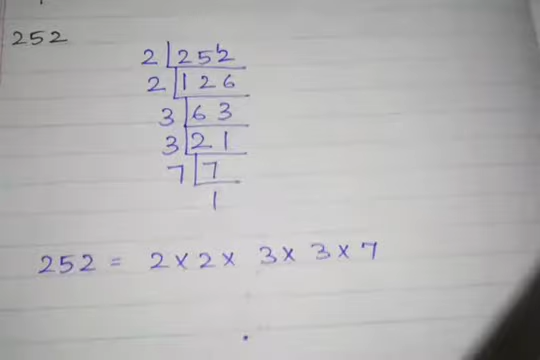 252
2 | 252
2 | 126
3 | 63
3 | 21
7 | 7
1
252 = 2 × 2 × 3 × 3 × 7